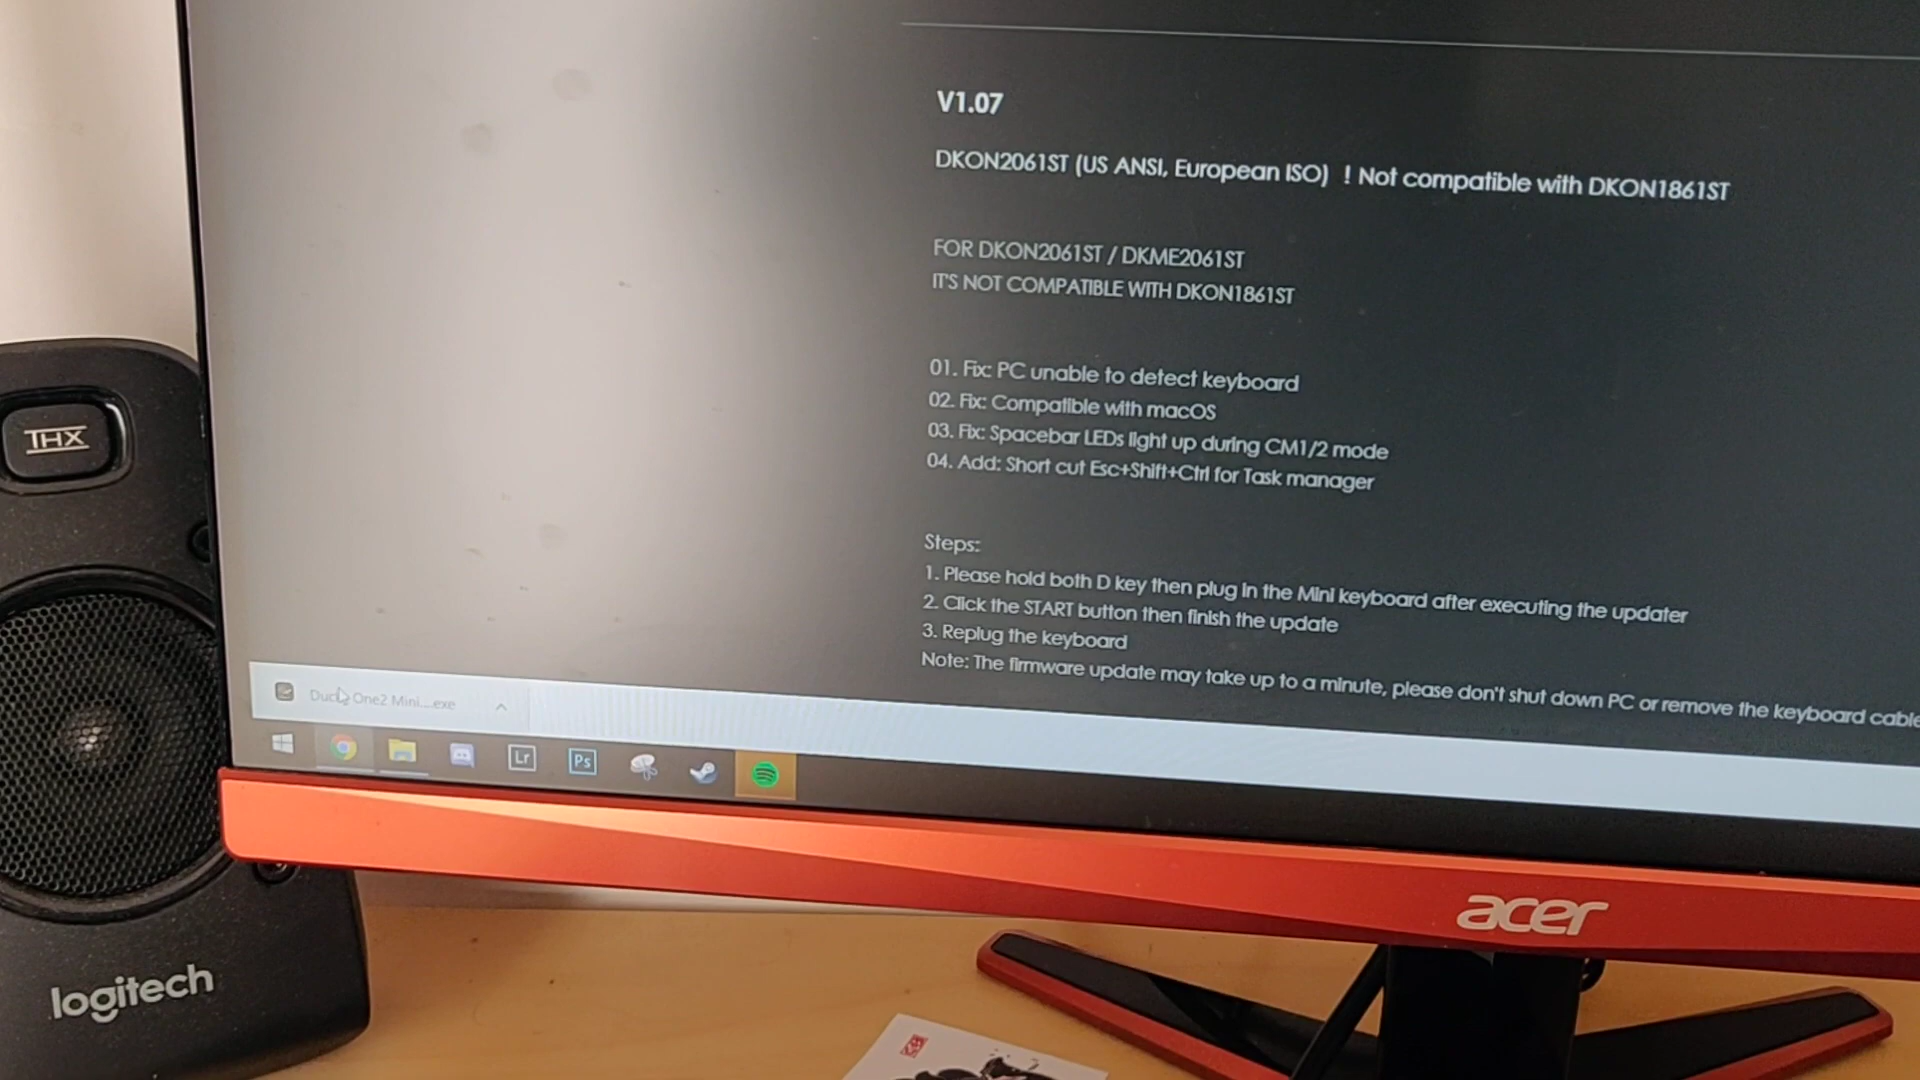 V1.07
DKON2061ST (US ANSI, European ISO) ! Not compatible with DKON1861ST
FOR DKON2061ST / DKME2061ST
IT'S NOT COMPATIBLE WITH DKON1861ST
01. Fix: PC unable to detect keyboard
02. Fix: Compatible with macOS
03. Fix: Spacebar LEDs light up during CM1/2 mode
04. Add: Short cut Esc+Shift+Ctrl for Task manager
Steps:
1. Please hold both D key then plug in the Mini keyboard after executing the updater
2. Click the START button then finish the update
3. Replug the keyboard
Note: The firmware update may take up to a minute, please don't shut down PC or remove the keyboard cable
One2 Mini....exe
Lr
Ps
THX
acer
logitech